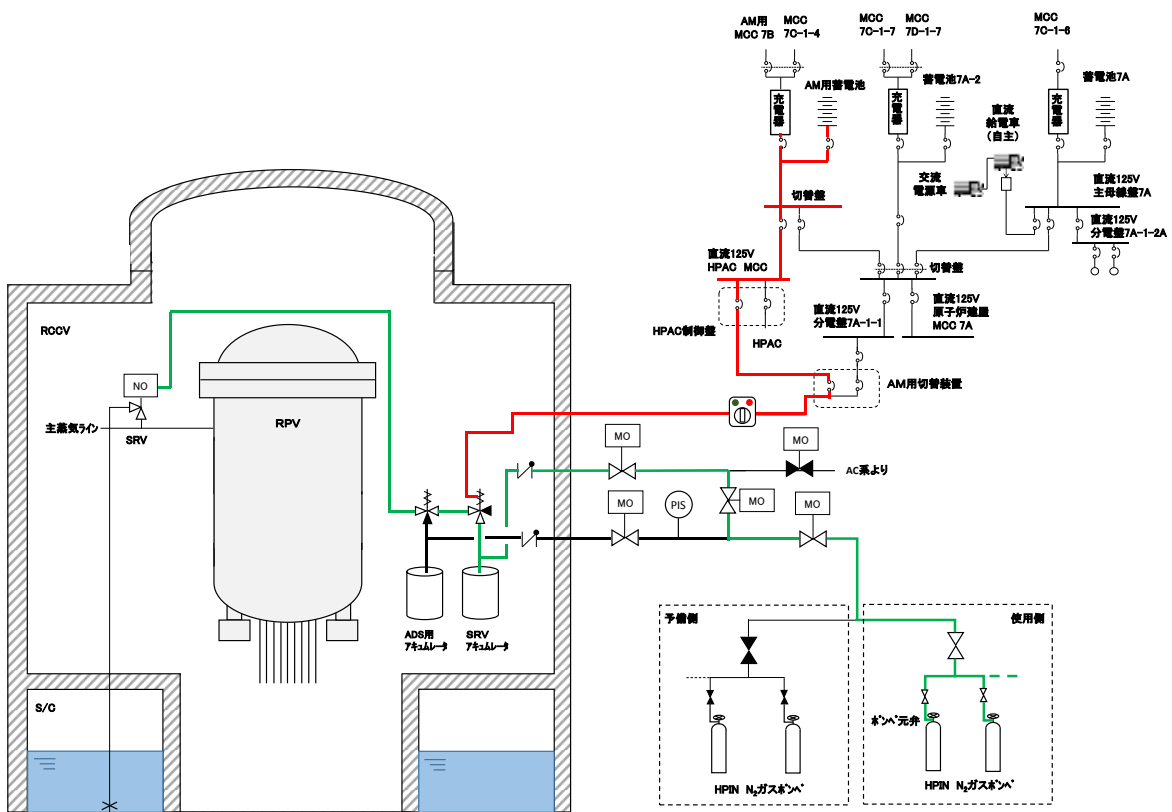 AM用
MCC 7B
MCC
7C-1-4
MCC
7C-1-7
MCC
7D-1-7
MCC
7C-1-6
充電器
AM用蓄電池
充電器
蓄電池7A-2
直流
給電車
(自主)
充電器
蓄電池7A
交流
電源車
切替盤
直流125V
主母線盤7A
直流125V
分電盤7A-1-2A
直流125V
HPAC MCC
切替盤
HPAC制御盤
HPAC
直流125V
分電盤7A-1-1
直流125V
原子炉建屋
MCC 7A
AM用切替装置
RCCV
NO
主蒸気ライン
SRV
RPV
MO
MO
AC系より
MO
PIS
MO
MO
ADS用
アキュムレータ
SRV
アキュムレータ
予備側
使用側
S/C
ボンベ元弁
HPIN N₂ガスボンベ
HPIN N₂ガスボンベ